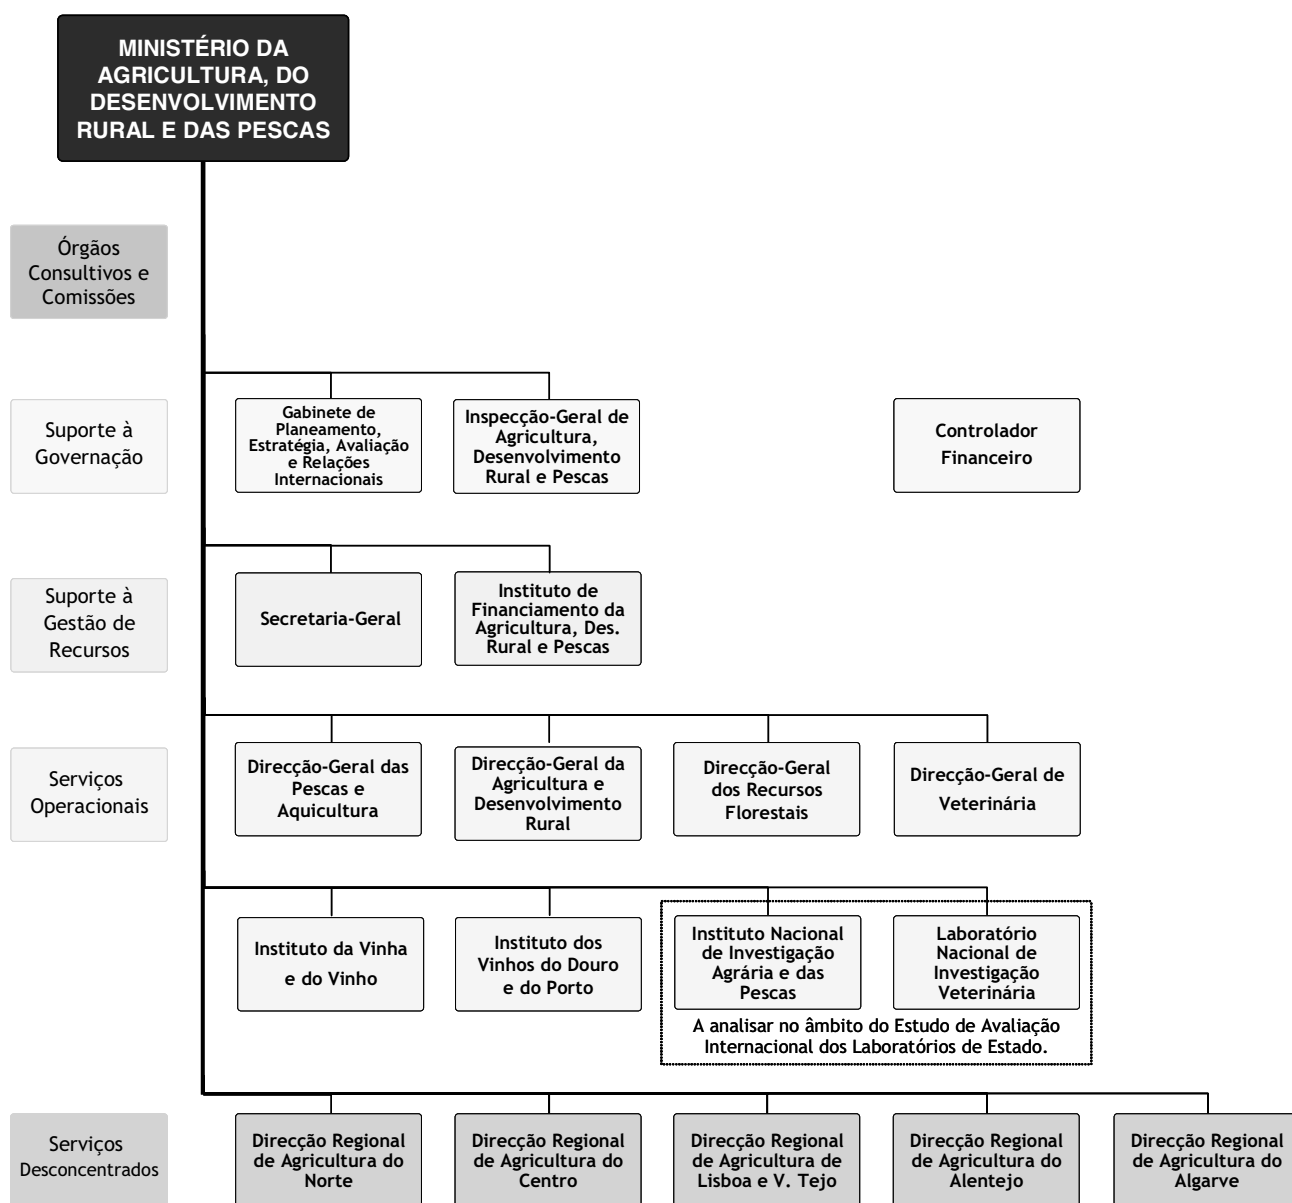 MINISTÉRIO DA
AGRICULTURA, DO
DESENVOLVIMENTO
RURAL E DAS PESCAS
Órgãos
Consultivos e
Comissões
Suporte à
Governação
Gabinete de
Planeamento,
Estratégia, Avaliação
e Relações
Internacionais
Inspecção-Geral de
Agricultura,
Desenvolvimento
Rural e Pescas
Controlador
Financeiro
Suporte à
Gestão de
Recursos
Secretaria-Geral
Instituto de
Financiamento da
Agricultura, Des.
Rural e Pescas
Serviços
Operacionais
Direcção-Geral das
Pescas e
Aquicultura
Direcção-Geral da
Agricultura e
Desenvolvimento
Rural
Direcção-Geral
dos Recursos
Florestais
Direcção-Geral de
Veterinária
Instituto da Vinha
e do Vinho
Instituto dos
Vinhos do Douro
e do Porto
Instituto Nacional
de Investigação
Agrária e das
Pescas
Laboratório
Nacional de
Investigação
Veterinária
A analisar no âmbito do Estudo de Avaliação
Internacional dos Laboratórios de Estado.
Serviços
Desconcentrados
Direcção Regional
de Agricultura do
Norte
Direcção Regional
de Agricultura do
Centro
Direcção Regional
de Agricultura de
Lisboa e V. Tejo
Direcção Regional
de Agricultura do
Alentejo
Direcção Regional
de Agricultura do
Algarve